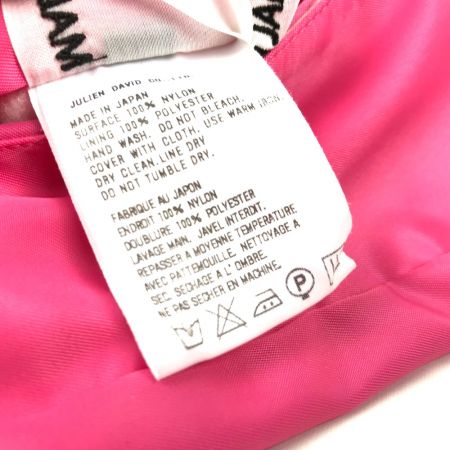 JULIEN DAVID
MADE IN JAPAN
SURFACE 100% NYLON
LINING 100% POLYESTER
HAND WASH. DO NOT BLEACH.
COVER WITH CLOTH. USE WARM IRON.
DRY CLEAN. LINE DRY
DO NOT TUMBLE DRY.
FABRIQUE AU JAPON
ENDROIT 100% NYLON
DOUBLURE 100% POLYESTER
LAVAGE MAIN. JAVEL INTERDIT.
REPASSER A MOYENNE TEMPERATURE
AVEC PATTEMOUILLE. NETTOYAGE A
SEC. SECHAGE A L'OMBRE.
NE PAS SECHER EN MACHINE.
P